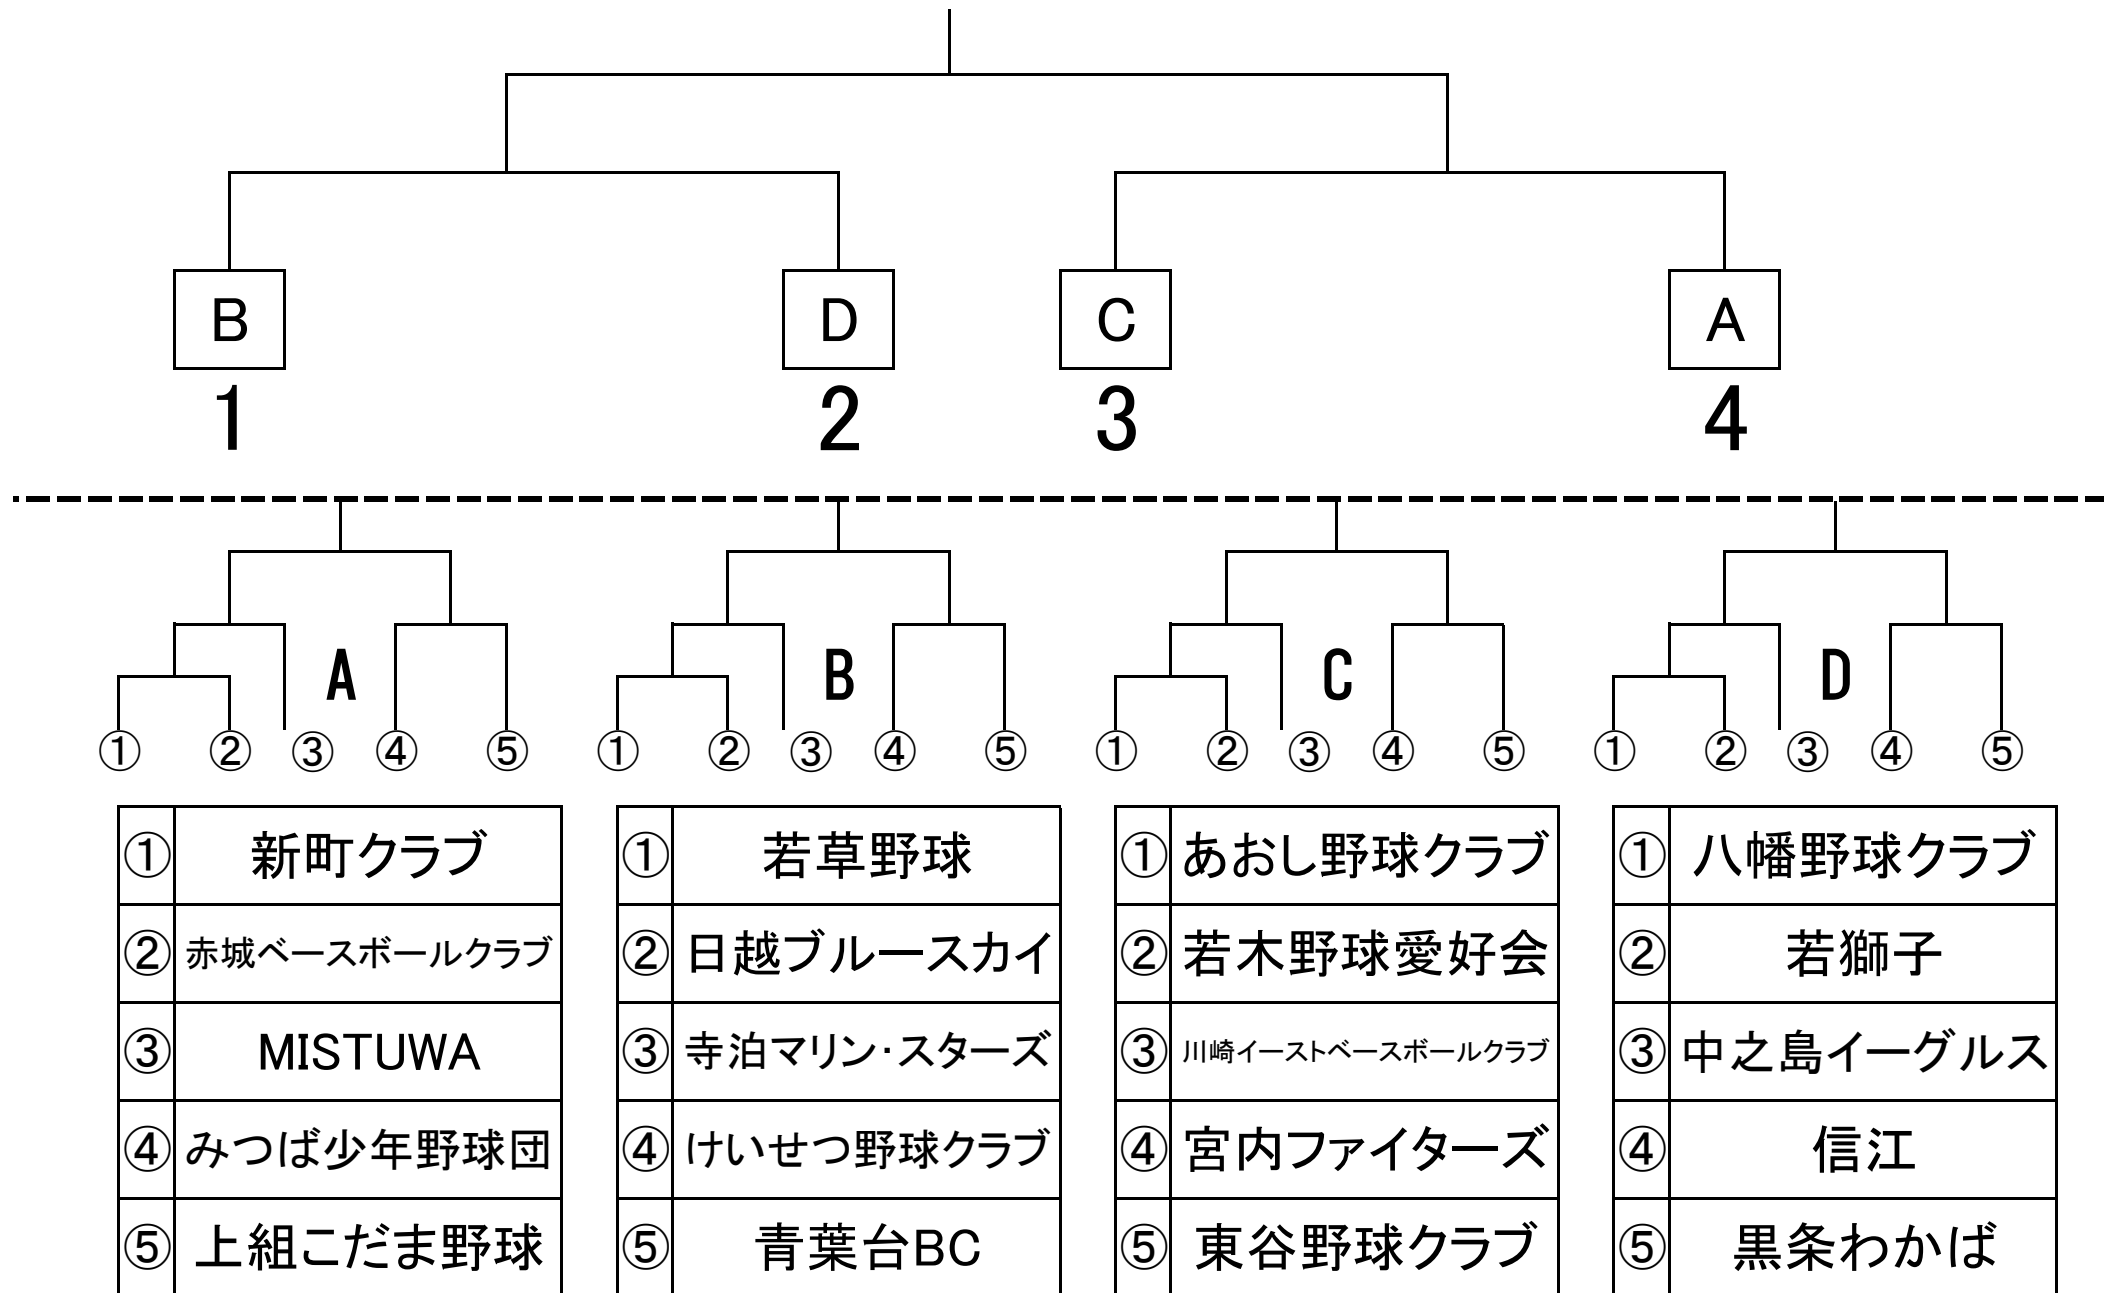 B D C A
1 2 3 4
A B C D
① ② ③ ④ ⑤ ① ② ③ ④ ⑤ ① ② ③ ④ ⑤ ① ② ③ ④ ⑤
① 新町クラブ ① 若草野球 ① あおし野球クラブ ① 八幡野球クラブ
② 赤城ベースボールクラブ ② 日越ブルースカイ ② 若木野球愛好会 ② 若獅子
③ MISTUWA ③ 寺泊マリン・スターズ ③ 川崎イーストベースボールクラブ ③ 中之島イーグルス
④ みつば少年野球団 ④ けいせつ野球クラブ ④ 宮内ファイターズ ④ 信江
⑤ 上組こだま野球 ⑤ 青葉台BC ⑤ 東谷野球クラブ ⑤ 黒条わかば